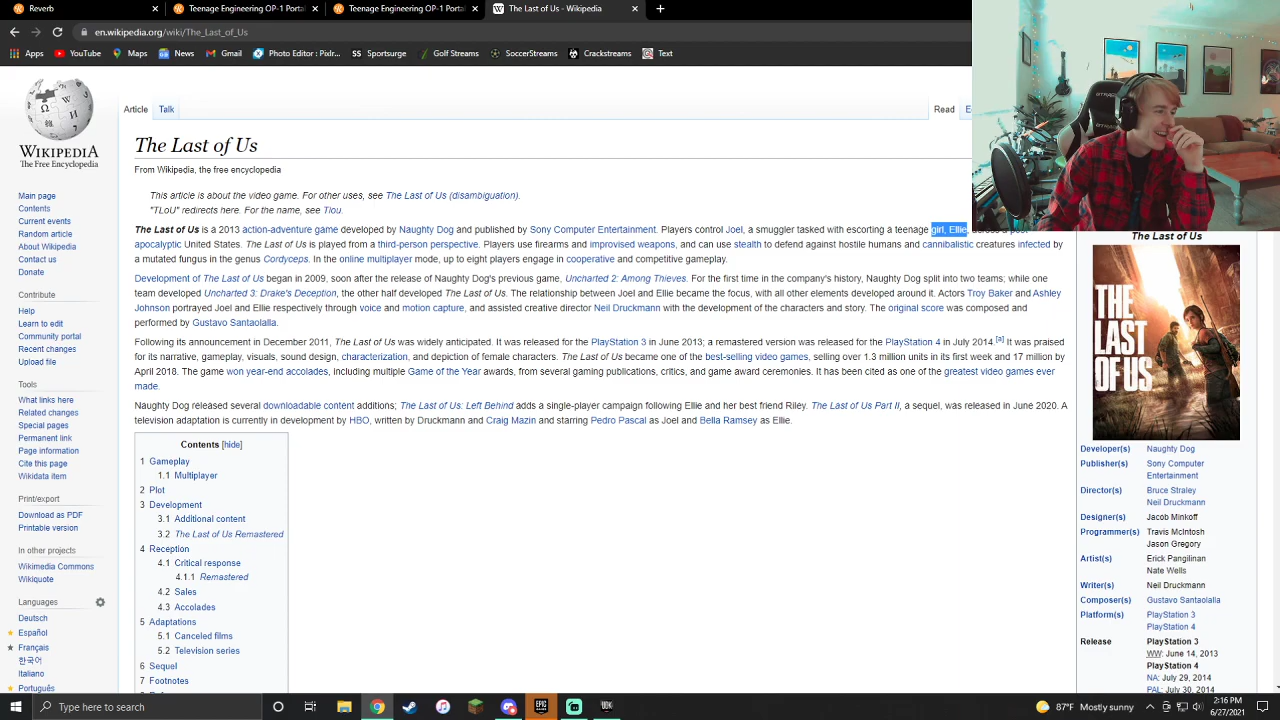 Reverb
Teenage Engineering OP-1 Portabl
Teenage Engineering OP-1 Portabl
The Last of Us - Wikipedia
en.wikipedia.org/wiki/The_Last_of_Us
Apps YouTube Maps News Gmail Photo Editor : Pixlr... Sportsurge Golf Streams SoccerStreams Crackstreams Text
WIKIPEDIA
The Free Encyclopedia
Main page
Contents
Current events
Random article
About Wikipedia
Contact us
Donate
Contribute
Help
Learn to edit
Community portal
Recent changes
Upload file
Tools
What links here
Related changes
Special pages
Permanent link
Page information
Cite this page
Wikidata item
Print/export
Download as PDF
Printable version
In other projects
Wikimedia Commons
Wikiquote
Languages
Deutsch
Español
Français
한국어
Italiano
Português
Article Talk Read
The Last of Us
From Wikipedia, the free encyclopedia
This article is about the video game. For other uses, see The Last of Us (disambiguation).
"TLoU" redirects here. For the name, see Tlou.
The Last of Us is a 2013 action-adventure game developed by Naughty Dog and published by Sony Computer Entertainment. Players control Joel, a smuggler tasked with escorting a teenage girl, Ellie, across a post-
apocalyptic United States. The Last of Us is played from a third-person perspective. Players use firearms and improvised weapons, and can use stealth to defend against hostile humans and cannibalistic creatures infected
by a mutated fungus in the genus Cordyceps. In the online multiplayer mode, up to eight players engage in cooperative and competitive gameplay.
Development of The Last of Us began in 2009, soon after the release of Naughty Dog's previous game, Uncharted 2: Among Thieves. For the first time in the company's history, Naughty Dog split into two teams; while one
team developed Uncharted 3: Drake's Deception, the other half developed The Last of Us. The relationship between Joel and Ellie became the focus, with all other elements developed around it. Actors Troy Baker and Ashley
Johnson portrayed Joel and Ellie respectively through voice and motion capture, and assisted creative director Neil Druckmann with the development of the characters and story. The original score was composed and
performed by Gustavo Santaolalla.
Following its announcement in December 2011, The Last of Us was widely anticipated. It was released for the PlayStation 3 in June 2013; a remastered version was released for the PlayStation 4 in July 2014.[a] It was praised
for its narrative, gameplay, visuals, sound design, characterization, and depiction of female characters. The Last of Us became one of the best-selling video games, selling over 1.3 million units in its first week and 17 million by
April 2018. The game won year-end accolades, including multiple Game of the Year awards, from several gaming publications, critics, and game award ceremonies. It has been cited as one of the greatest video games ever
made.
Naughty Dog released several downloadable content additions; The Last of Us: Left Behind adds a single-player campaign following Ellie and her best friend Riley. The Last of Us Part II, a sequel, was released in June 2020. A
television adaptation is currently in development by HBO, written by Druckmann and Craig Mazin and starring Pedro Pascal as Joel and Bella Ramsey as Ellie.
Contents [hide]
1 Gameplay
1.1 Multiplayer
2 Plot
3 Development
3.1 Additional content
3.2 The Last of Us Remastered
4 Reception
4.1 Critical response
4.1.1 Remastered
4.2 Sales
4.3 Accolades
5 Adaptations
5.1 Canceled films
5.2 Television series
6 Sequel
7 Footnotes
The Last of Us
THE
LAST
OF US
Developer(s) Naughty Dog
Publisher(s) Sony Computer
Entertainment
Director(s) Bruce Straley
Neil Druckmann
Designer(s) Jacob Minkoff
Programmer(s) Travis McIntosh
Jason Gregory
Artist(s) Erick Pangilinan
Nate Wells
Writer(s) Neil Druckmann
Composer(s) Gustavo Santaolalla
Platform(s) PlayStation 3
PlayStation 4
Release PlayStation 3
WW: June 14, 2013
PlayStation 4
NA: July 29, 2014
PAL: July 30, 2014
Type here to search
87°F Mostly sunny
2:16 PM
6/27/2021